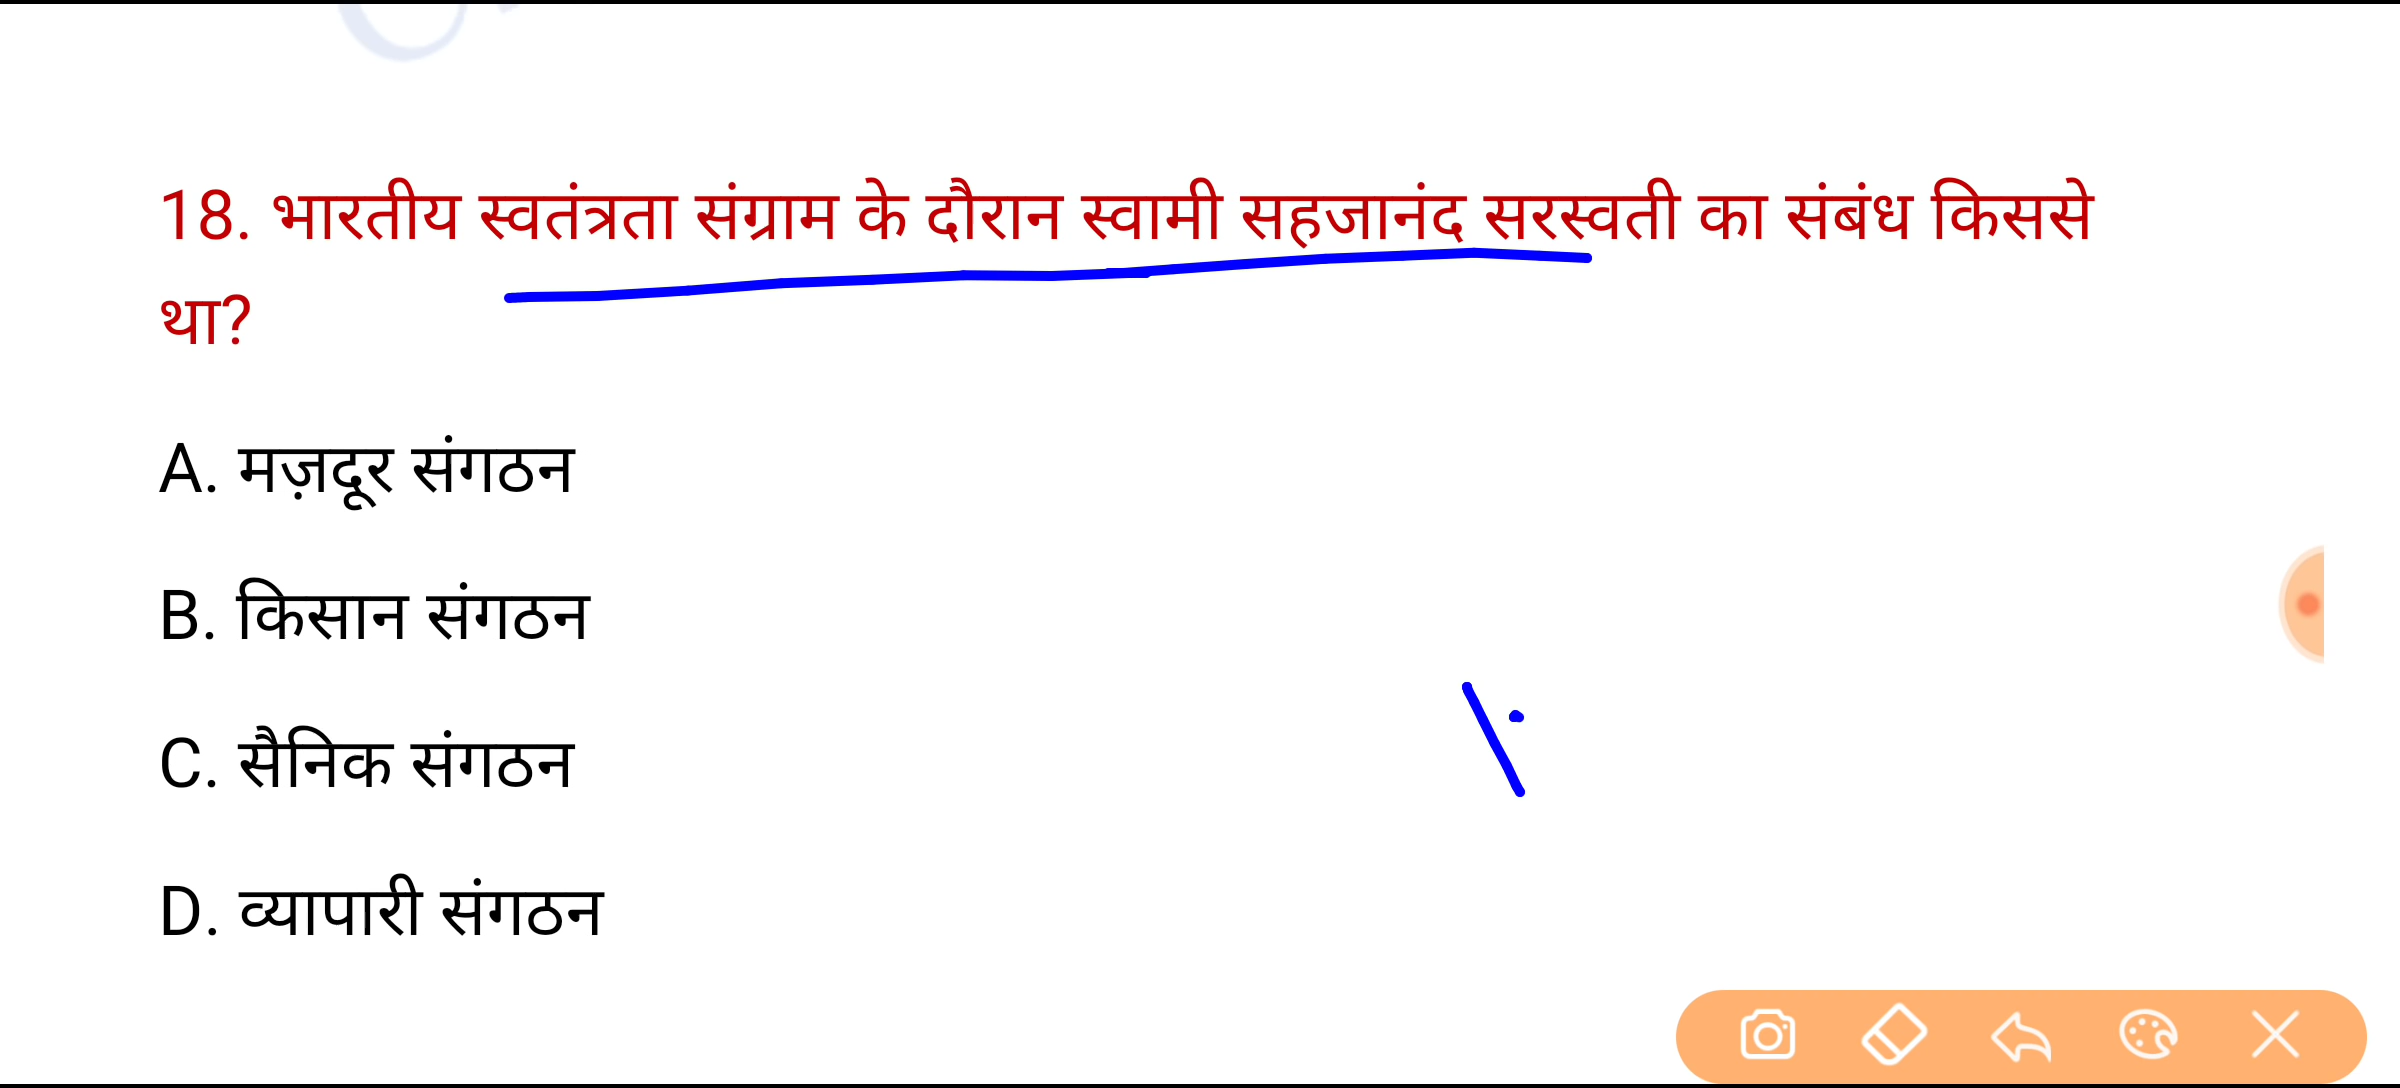 18. भारतीय स्वतंत्रता संग्राम के दौरान स्वामी सहजानंद सरस्वती का संबंध किससे
था?
A. मज़दूर संगठन
B. किसान संगठन
C. सैनिक संगठन
D. व्यापारी संगठन